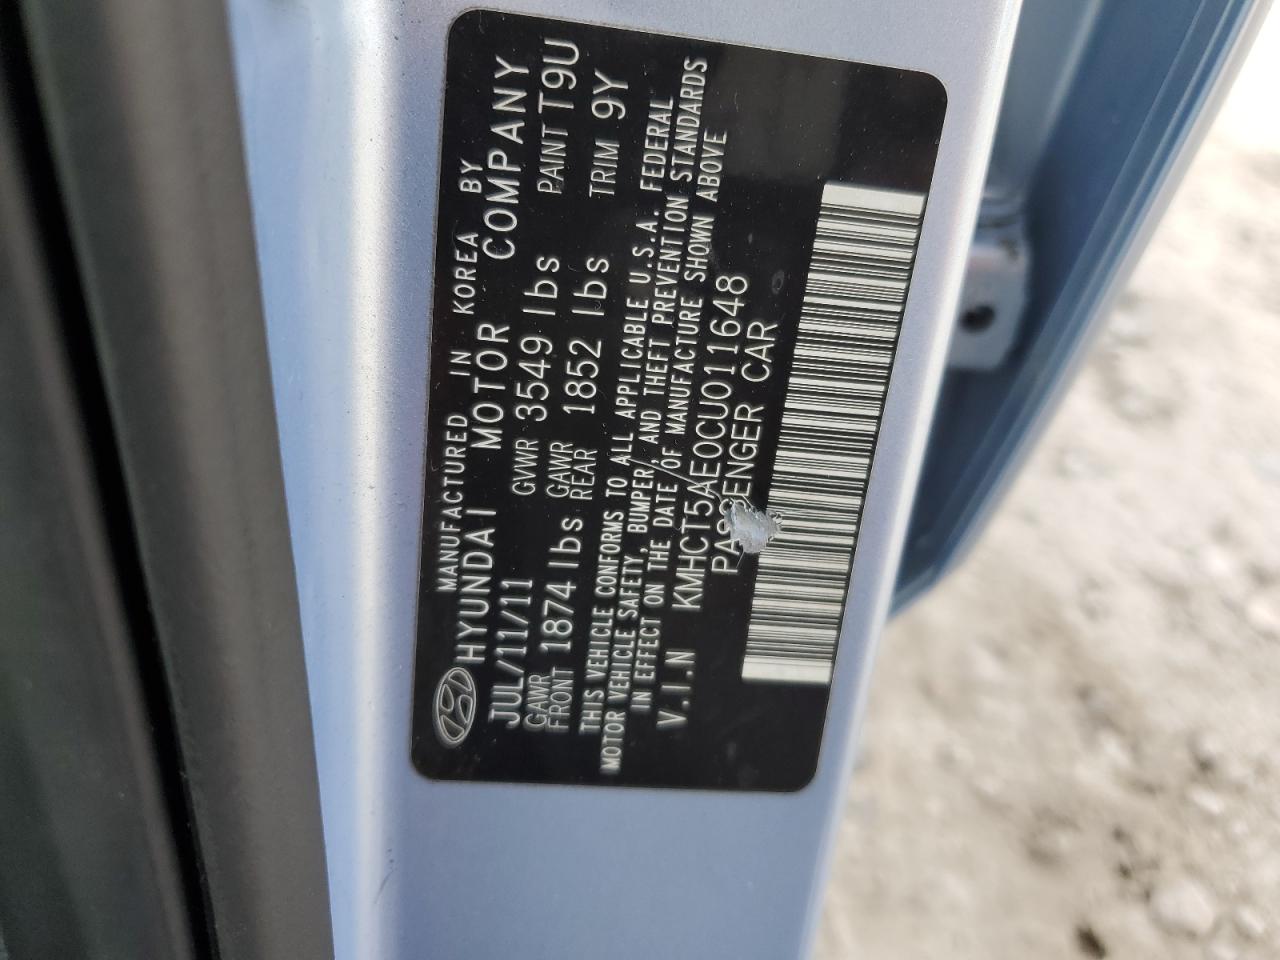 MANUFACTURED IN KOREA BY
HYUNDAI MOTOR COMPANY
JUL/11/11 GVWR 3549 lbs PAINT T9U
GAWR FRONT 1874 lbs GAWR REAR 1852 lbs TRIM 9Y
THIS VEHICLE CONFORMS TO ALL APPLICABLE U.S.A. FEDERAL
MOTOR VEHICLE SAFETY, BUMPER, AND THEFT PREVENTION STANDARDS
IN EFFECT ON THE DATE OF MANUFACTURE SHOWN ABOVE
V.I.N KMHCT5AE0CU011648
PASSENGER CAR